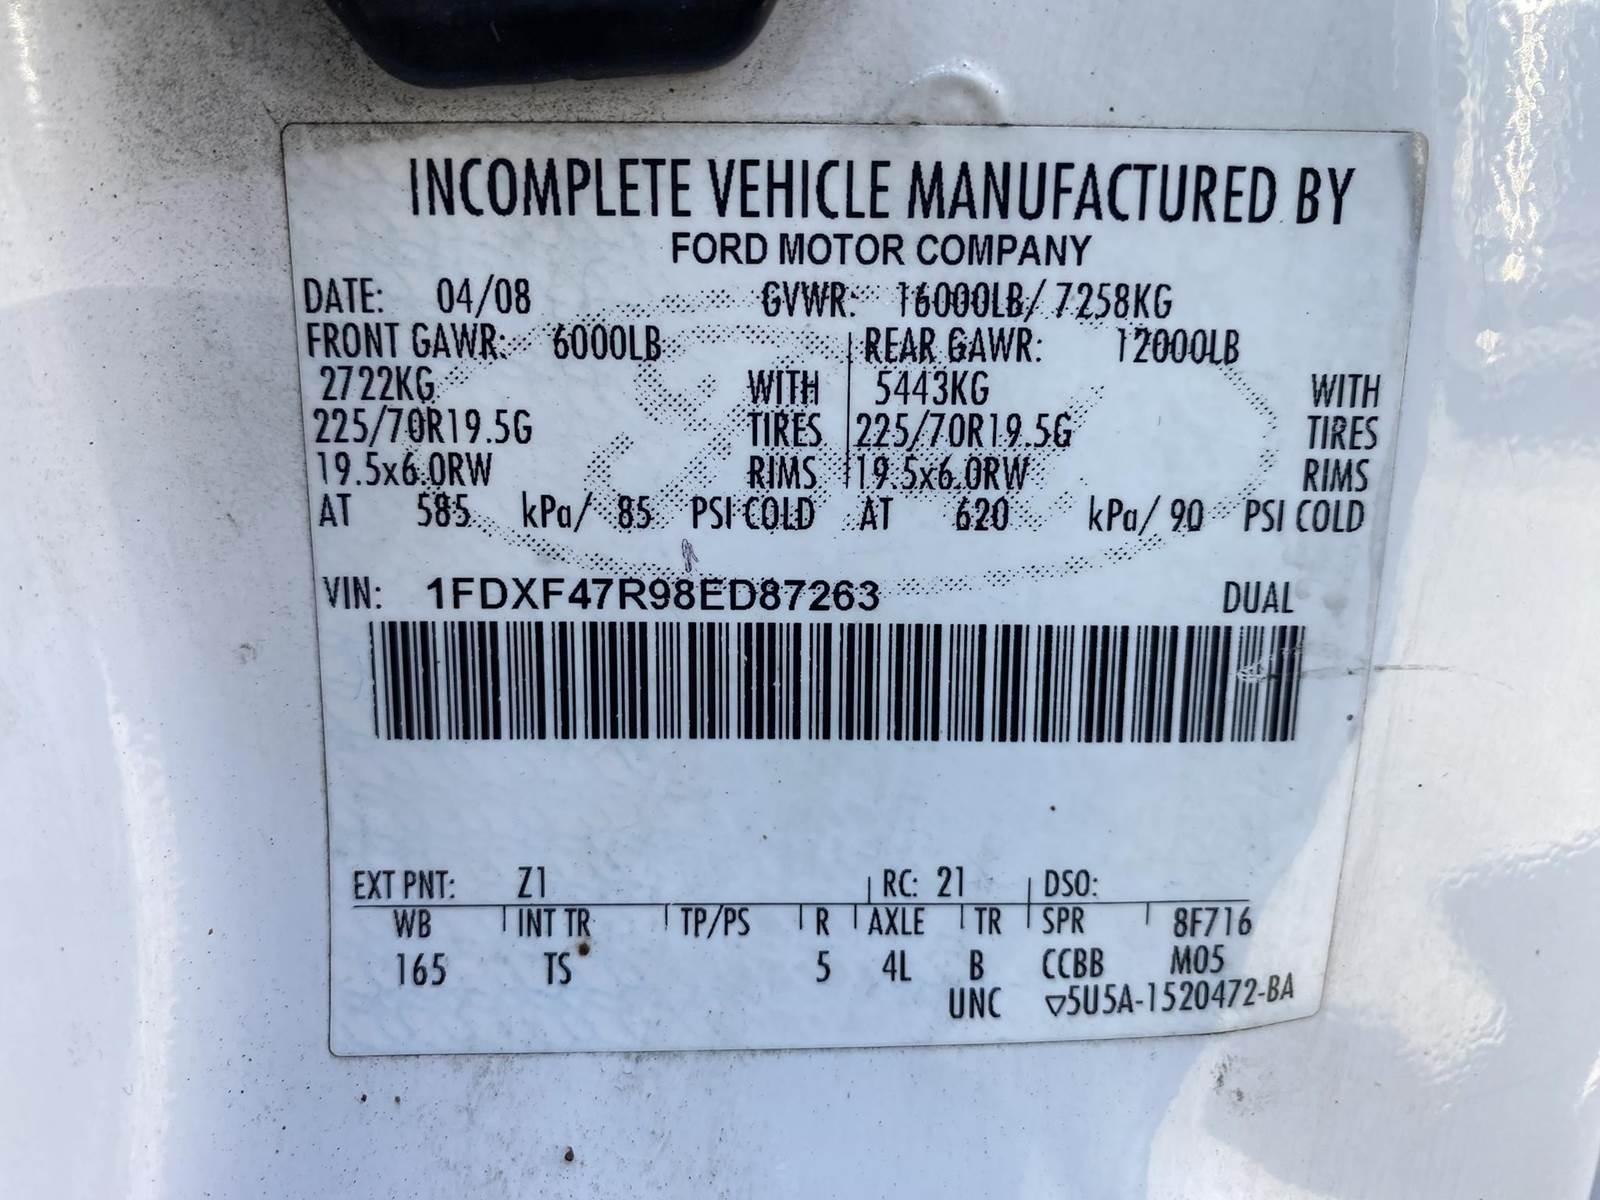 INCOMPLETE VEHICLE MANUFACTURED BY
FORD MOTOR COMPANY
DATE: 04/08 GVWR: 16000LB/ 7258KG
FRONT GAWR: 6000LB REAR GAWR: 12000LB
2722KG WITH 5443KG WITH
225/70R19.5G TIRES 225/70R19.5G TIRES
19.5x6.0RW RIMS 19.5x6.0RW RIMS
AT 585 kPa/ 85 PSI COLD AT 620 kPa/ 90 PSI COLD
VIN: 1FDXF47R98ED87263 DUAL
EXT PNT: Z1 RC: 21 DSO:
WB INT TR TP/PS R AXLE TR SPR 8F716
165 TS 5 4L B CCBB M05
UNC ▽5U5A-1520472-BA